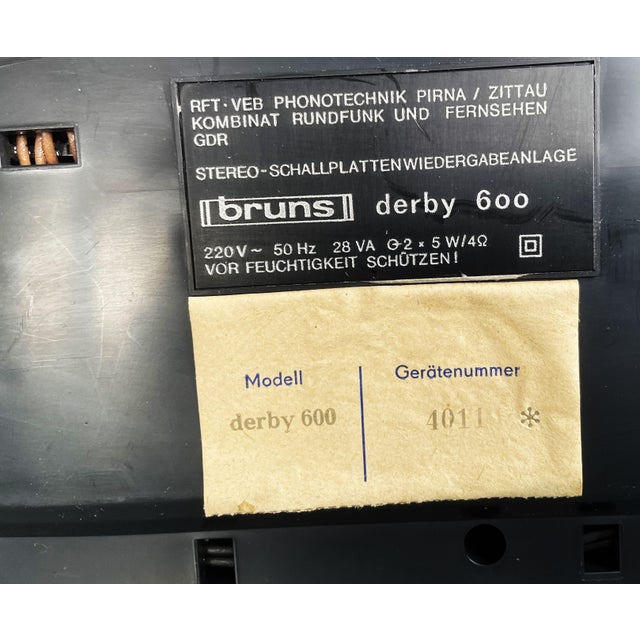 RFT·VEB PHONOTECHNIK PIRNA / ZITTAU
KOMBINAT RUNDFUNK UND FERNSEHEN
GDR
STEREO-SCHALLPLATTENWIEDERGABEANLAGE
bruns derby 600
220V ~ 50 Hz 28 VA G→2 × 5 W/4Ω
VOR FEUCHTIGKEIT SCHÜTZEN!
Modell Gerätenummer
derby 600 4011 *